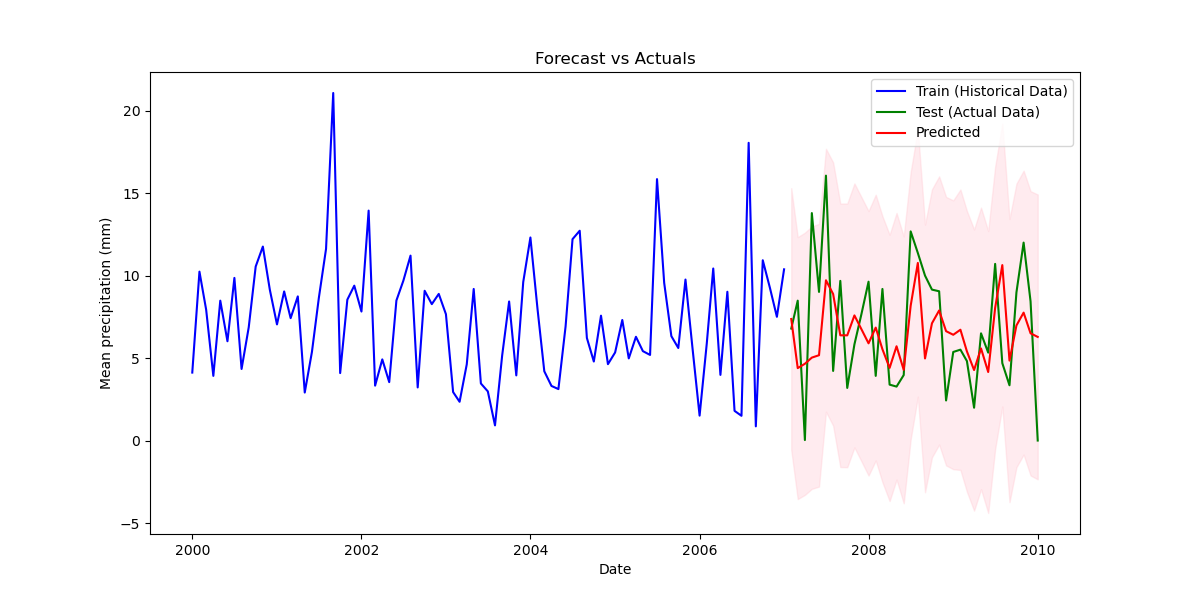 Forecast vs Actuals
Train (Historical Data)
Test (Actual Data)
Predicted
Mean precipitation (mm)
20
15
10
5
0
−5
2000 2002 2004 2006 2008 2010
Date